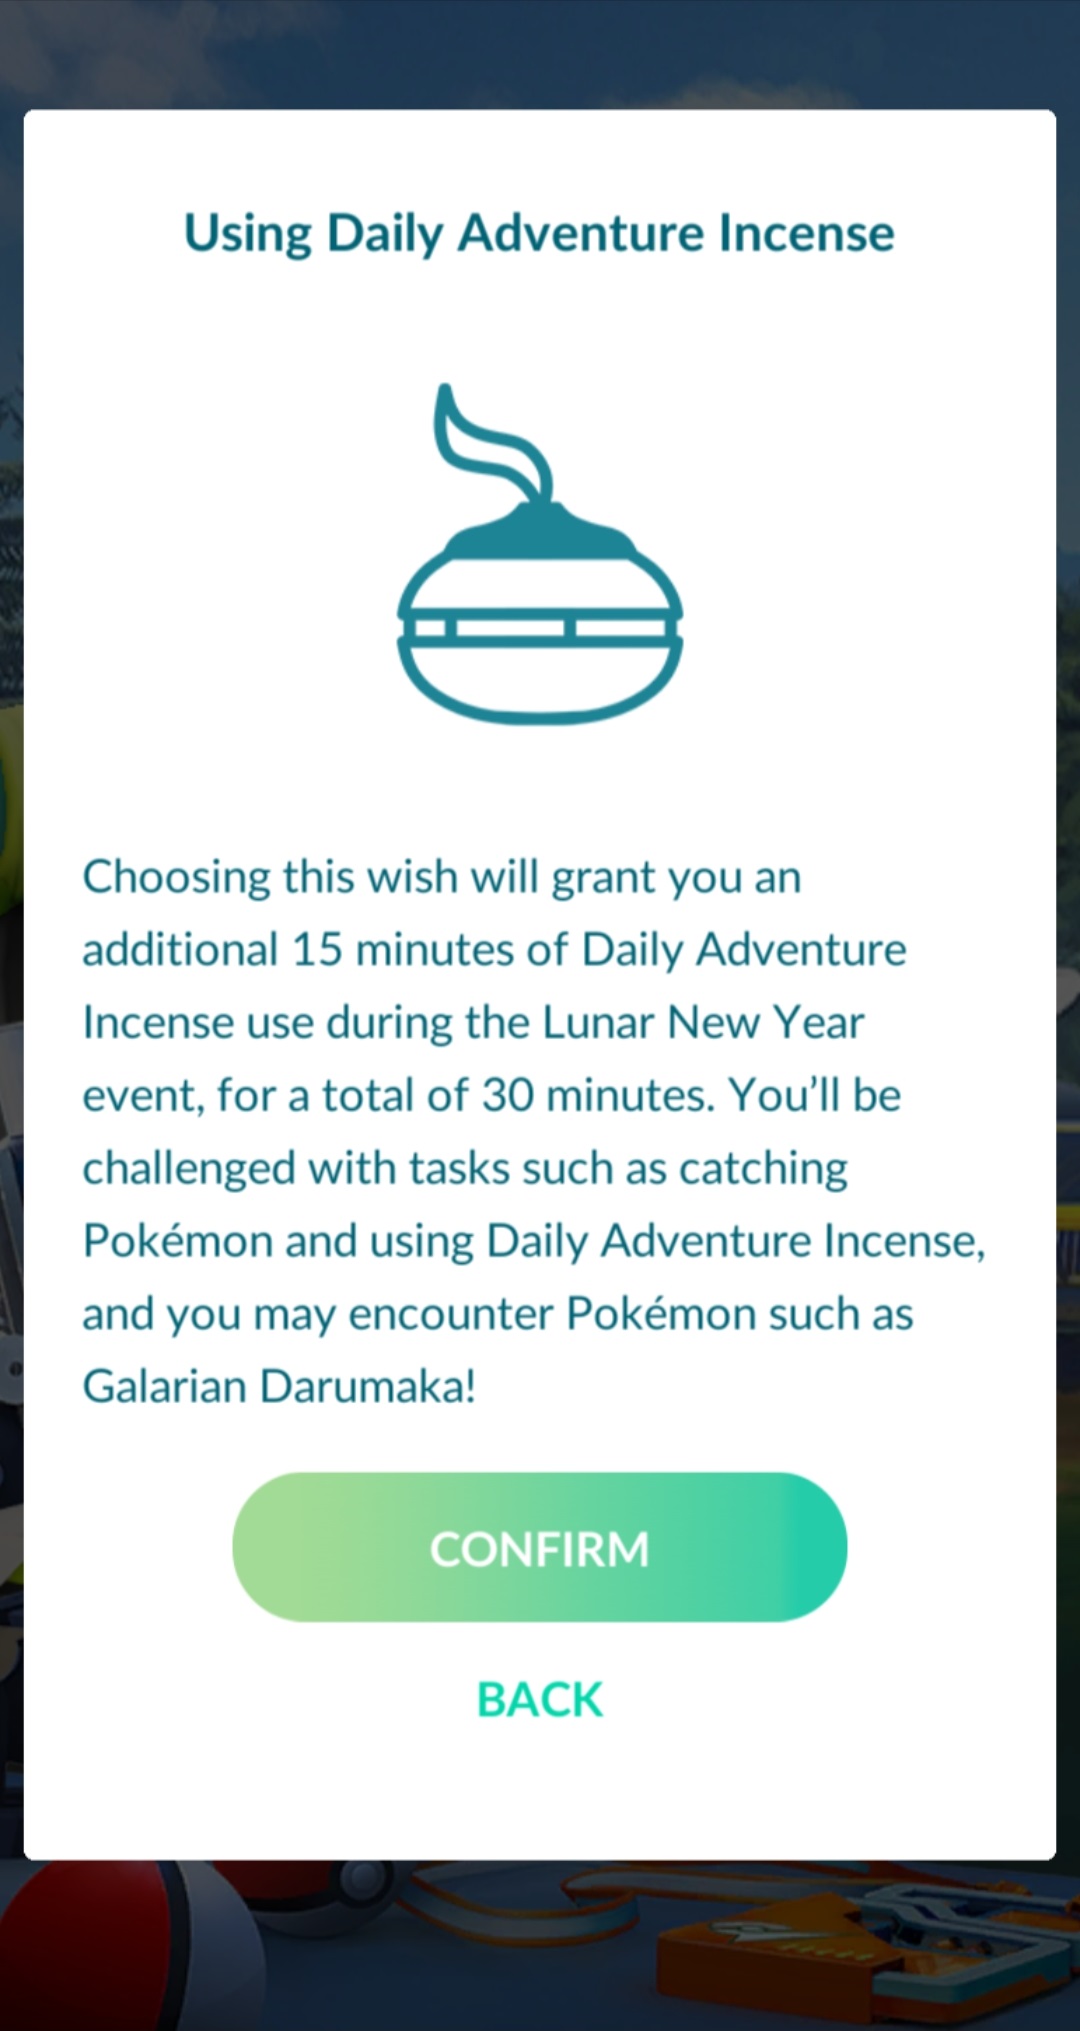 Using Daily Adventure Incense
Choosing this wish will grant you an
additional 15 minutes of Daily Adventure
Incense use during the Lunar New Year
event, for a total of 30 minutes. You’ll be
challenged with tasks such as catching
Pokémon and using Daily Adventure Incense,
and you may encounter Pokémon such as
Galarian Darumaka!
CONFIRM
BACK